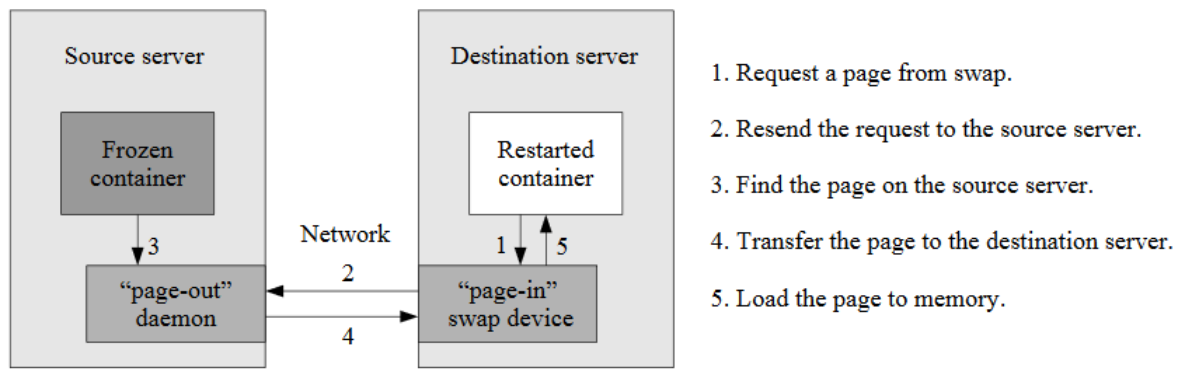 Source server
Destination server
Frozen
container
Restarted
container
3
Network
1
5
2
“page-out”
daemon
“page-in”
swap device
4
1. Request a page from swap.
2. Resend the request to the source server.
3. Find the page on the source server.
4. Transfer the page to the destination server.
5. Load the page to memory.